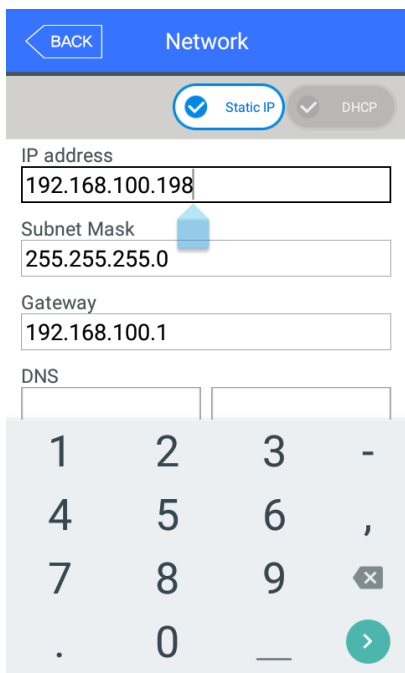 BACK Network
Static IP DHCP
IP address
192.168.100.198
Subnet Mask
255.255.255.0
Gateway
192.168.100.1
DNS
1 2 3 -
4 5 6 ,
7 8 9
. 0 _